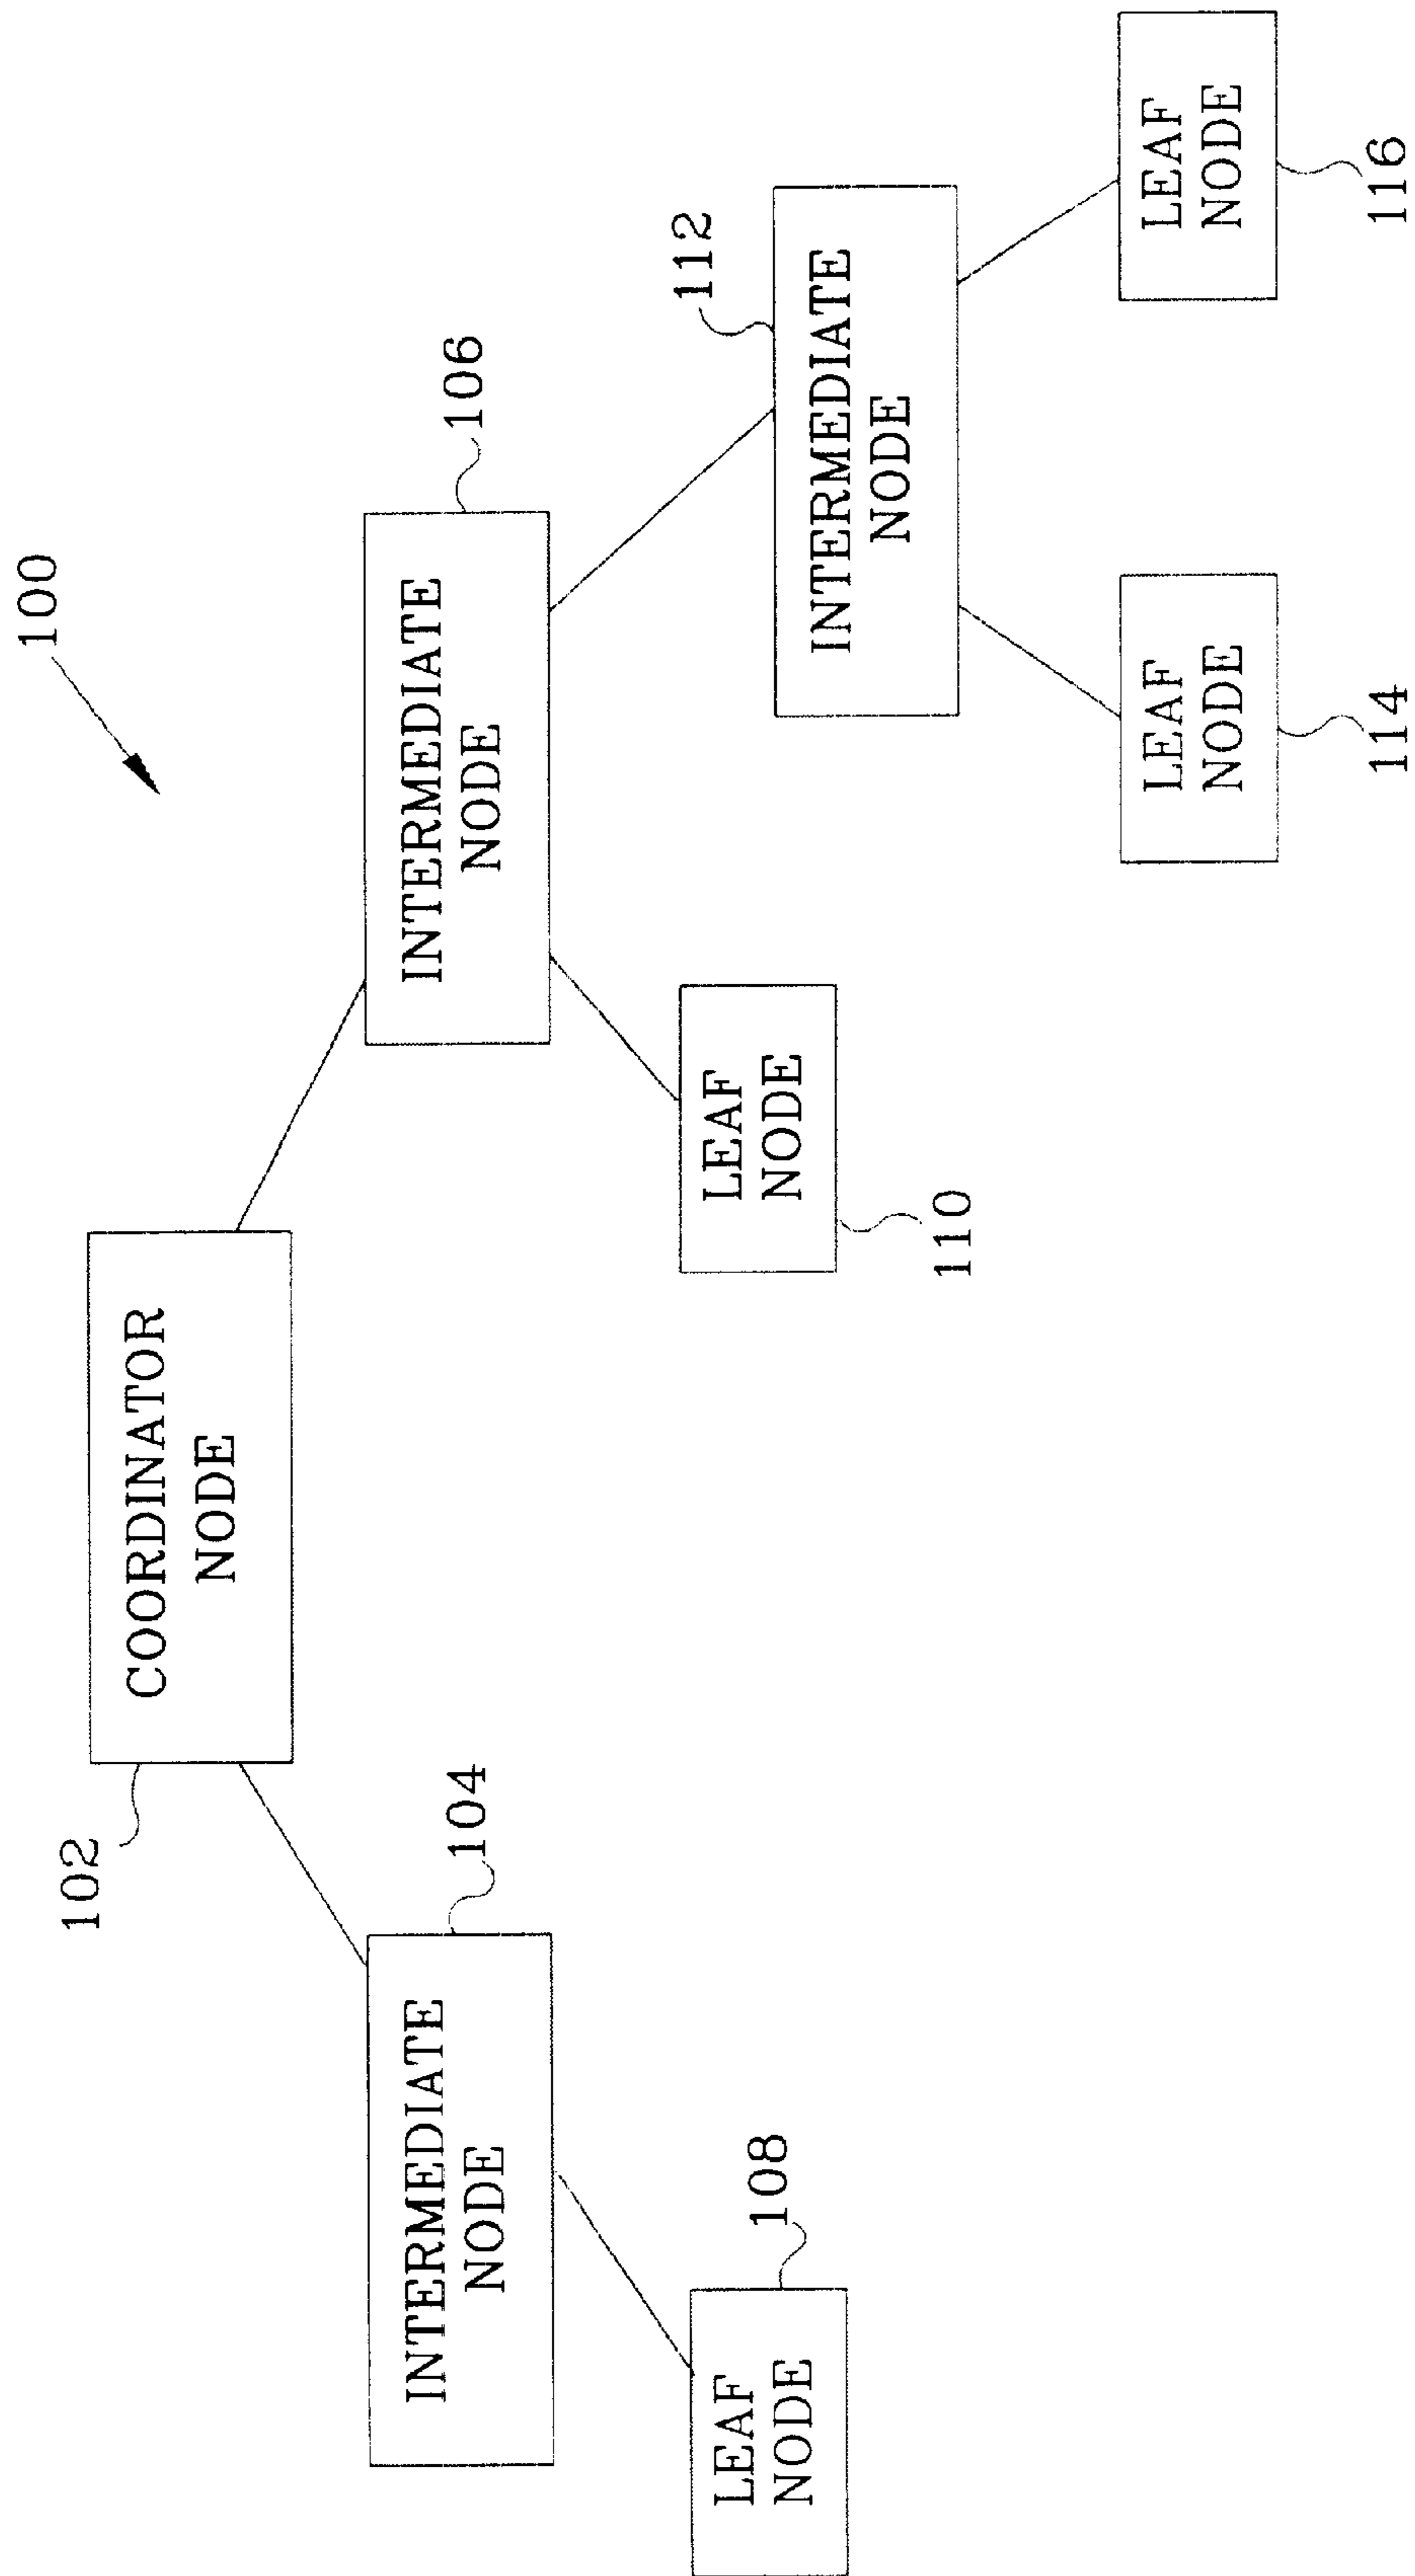 100
102
COORDINATOR
NODE
104
INTERMEDIATE
NODE
106
INTERMEDIATE
NODE
108
LEAF
NODE
110
LEAF
NODE
112
INTERMEDIATE
NODE
114
LEAF
NODE
116
LEAF
NODE